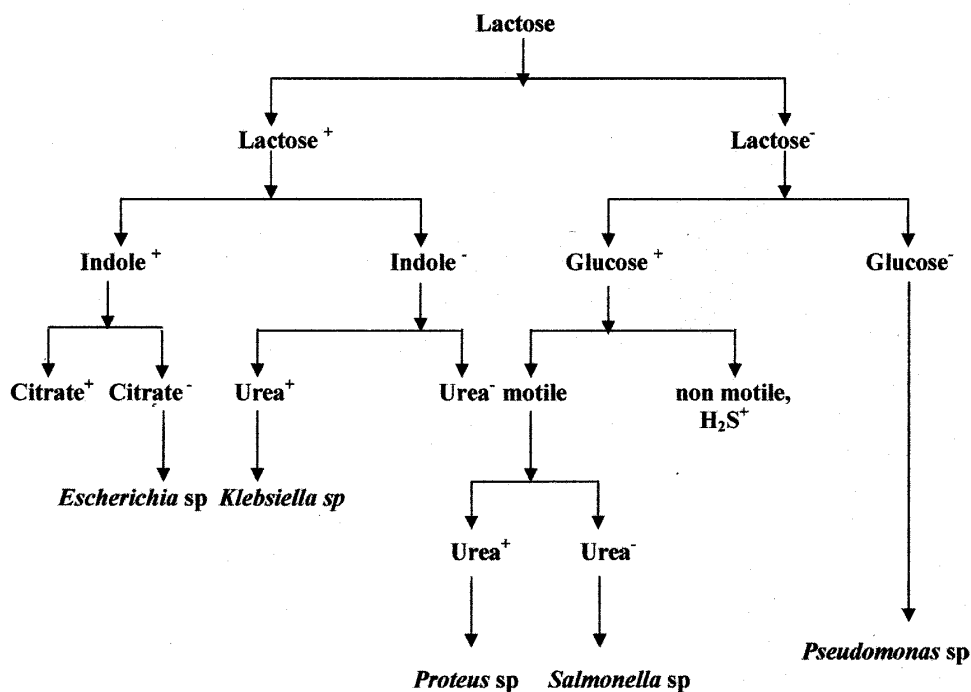 Lactose
Lactose⁺ Lactose⁻
Indole⁺ Indole⁻ Glucose⁺ Glucose⁻
Citrate⁺ Citrate⁻ Urea⁺ Urea⁻ motile non motile,
H₂S⁺
Escherichia sp Klebsiella sp
Urea⁺ Urea⁻
Pseudomonas sp
Proteus sp Salmonella sp